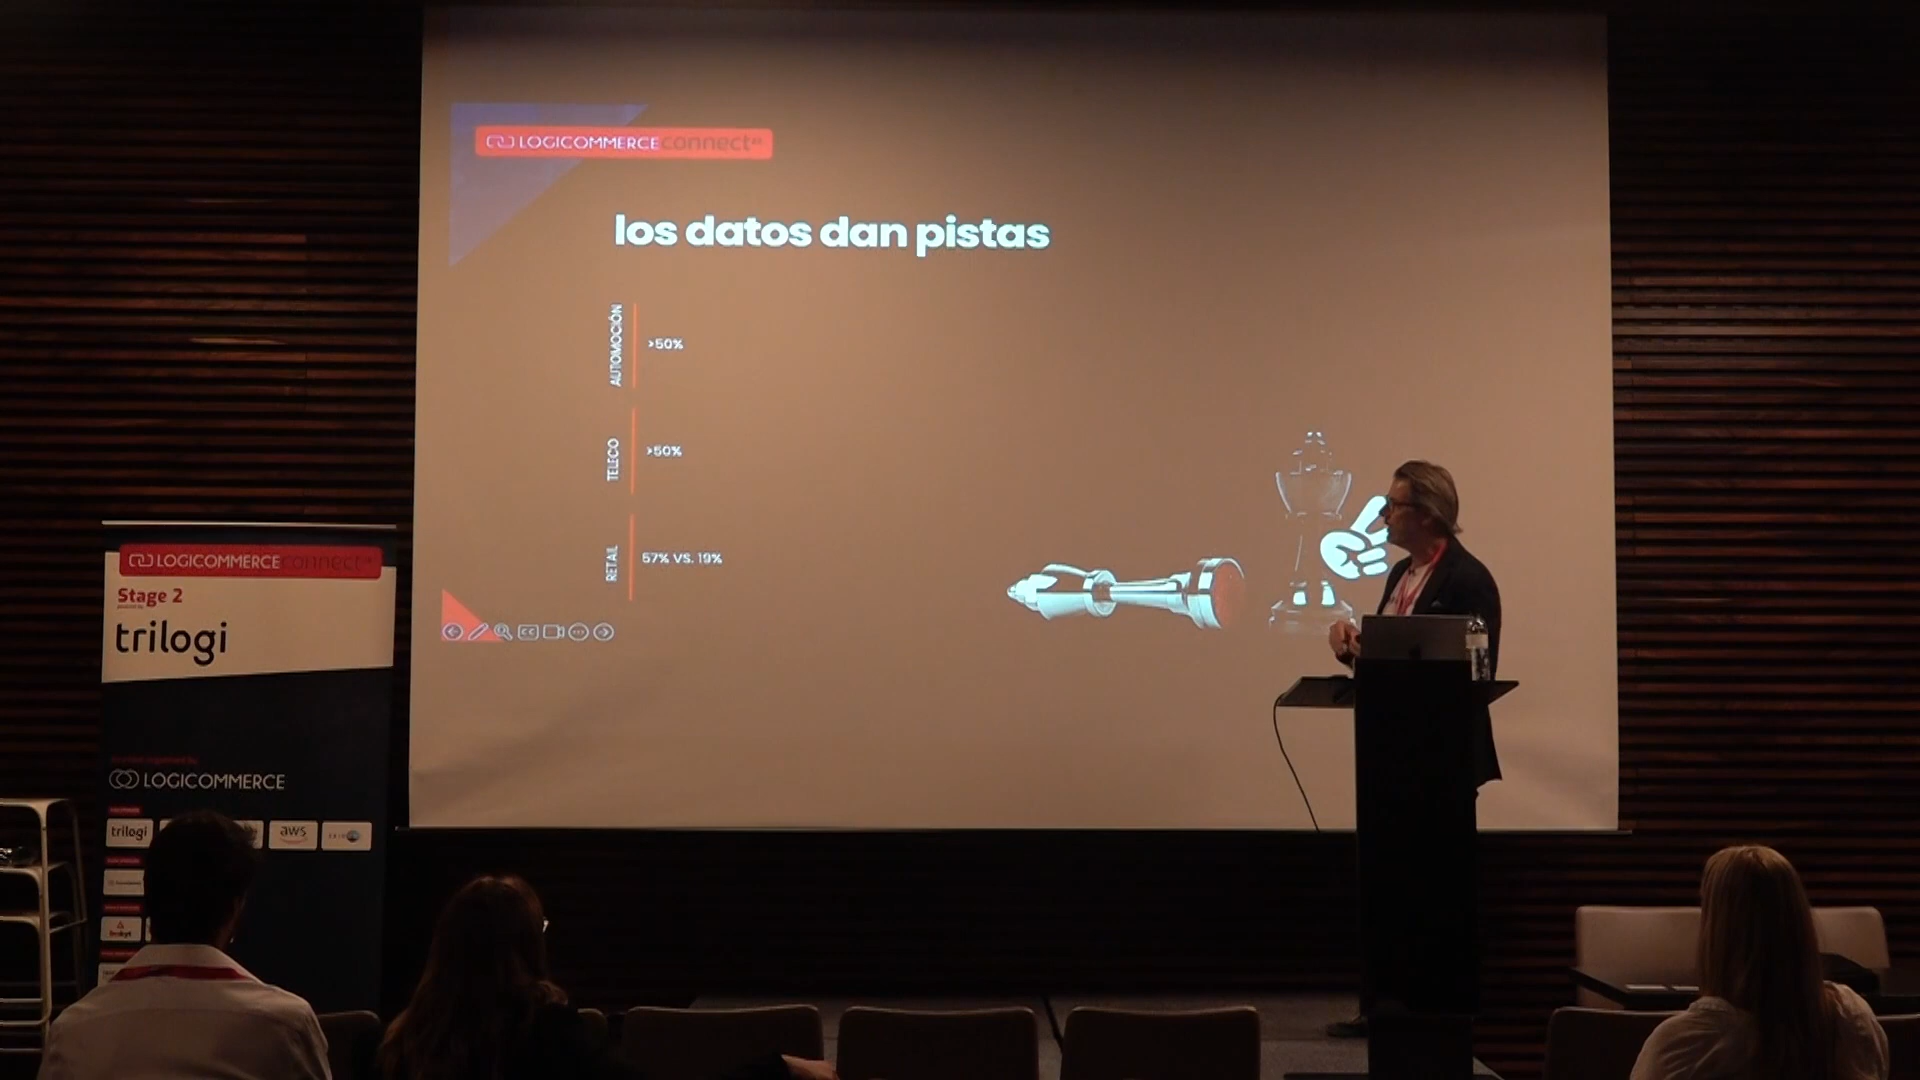 LOGICOMMERCE connect
los datos dan pistas
AUTOMOCIÓN
>50%
TELECO
>50%
RETAIL
57% VS. 19%
CC
LOGICOMMERCE connect
Stage 2
trilogi
LOGICOMMERCE
trilogi
aws